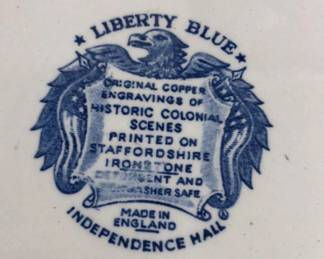 ★ LIBERTY BLUE ★
ORIGINAL COPPER
ENGRAVINGS OF
HISTORIC COLONIAL
SCENES
PRINTED ON
STAFFORDSHIRE
IRONSTONE
DETERGENT AND
DISHWASHER SAFE
MADE IN
ENGLAND
INDEPENDENCE HALL®